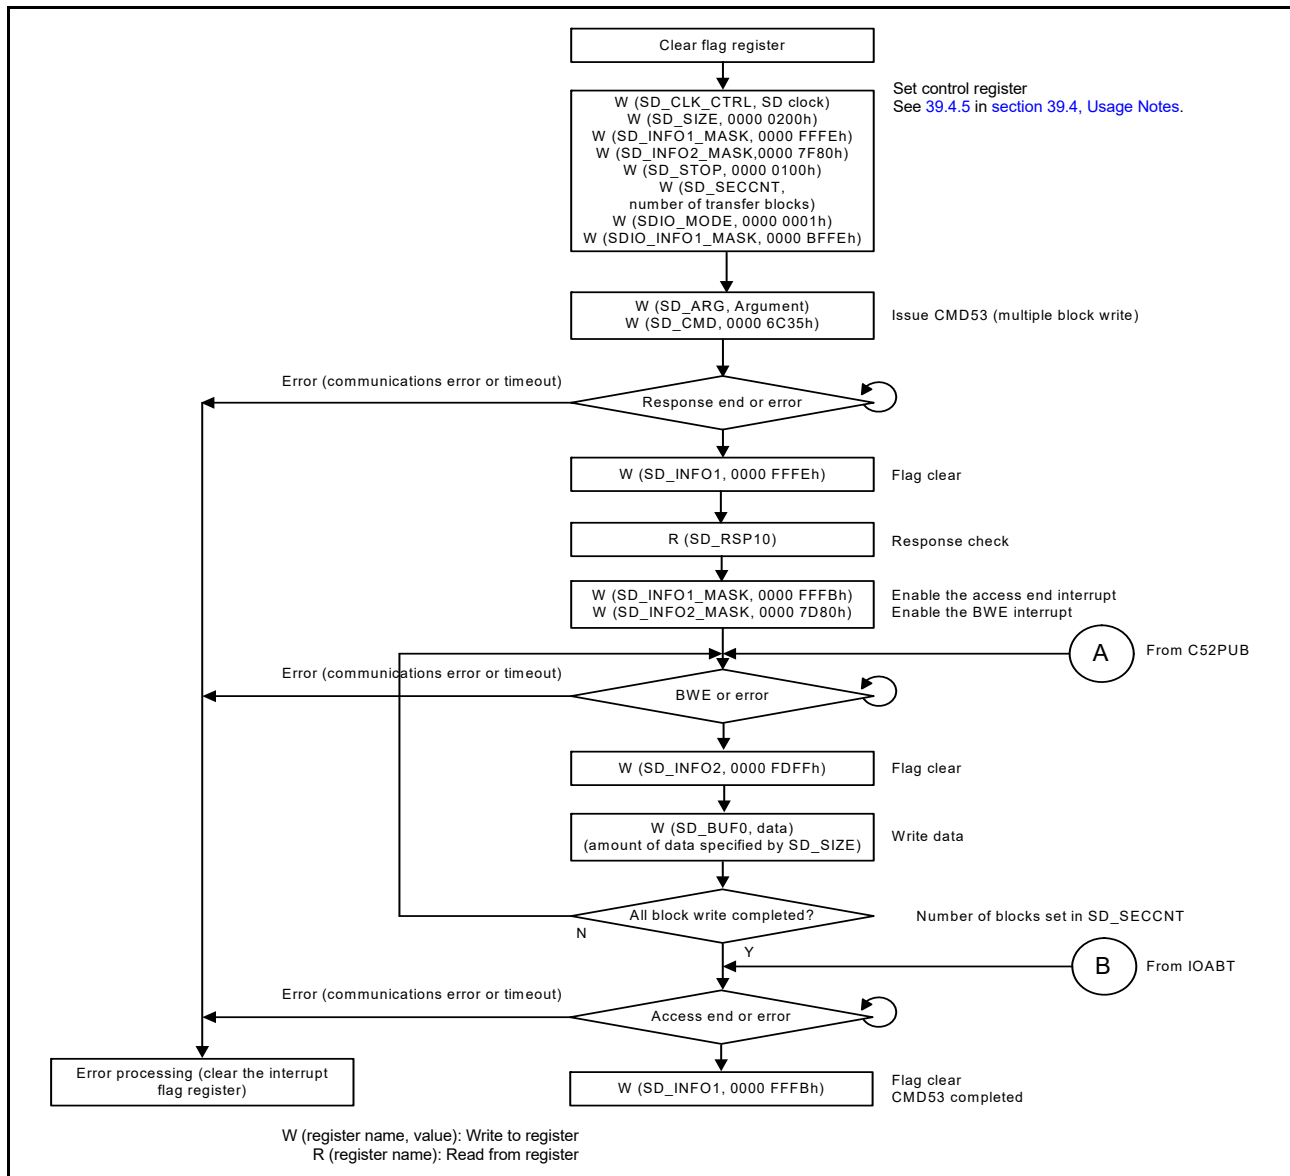 Clear flag register
Set control register
See 39.4.5 in section 39.4, Usage Notes.
W (SD_CLK_CTRL, SD clock)
W (SD_SIZE, 0000 0200h)
W (SD_INFO1_MASK, 0000 FFFEh)
W (SD_INFO2_MASK,0000 7F80h)
W (SD_STOP, 0000 0100h)
W (SD_SECCNT,
number of transfer blocks)
W (SDIO_MODE, 0000 0001h)
W (SDIO_INFO1_MASK, 0000 BFFEh)
W (SD_ARG, Argument)
W (SD_CMD, 0000 6C35h)
Issue CMD53 (multiple block write)
Error (communications error or timeout)
Response end or error
W (SD_INFO1, 0000 FFFEh)
Flag clear
R (SD_RSP10)
Response check
W (SD_INFO1_MASK, 0000 FFFBh)
W (SD_INFO2_MASK, 0000 7D80h)
Enable the access end interrupt
Enable the BWE interrupt
A
From C52PUB
Error (communications error or timeout)
BWE or error
W (SD_INFO2, 0000 FDFFh)
Flag clear
W (SD_BUF0, data)
(amount of data specified by SD_SIZE)
Write data
All block write completed?
Number of blocks set in SD_SECCNT
N
Y
B
From IOABT
Error (communications error or timeout)
Access end or error
Error processing (clear the interrupt
flag register)
W (SD_INFO1, 0000 FFFBh)
Flag clear
CMD53 completed
W (register name, value): Write to register
R (register name): Read from register